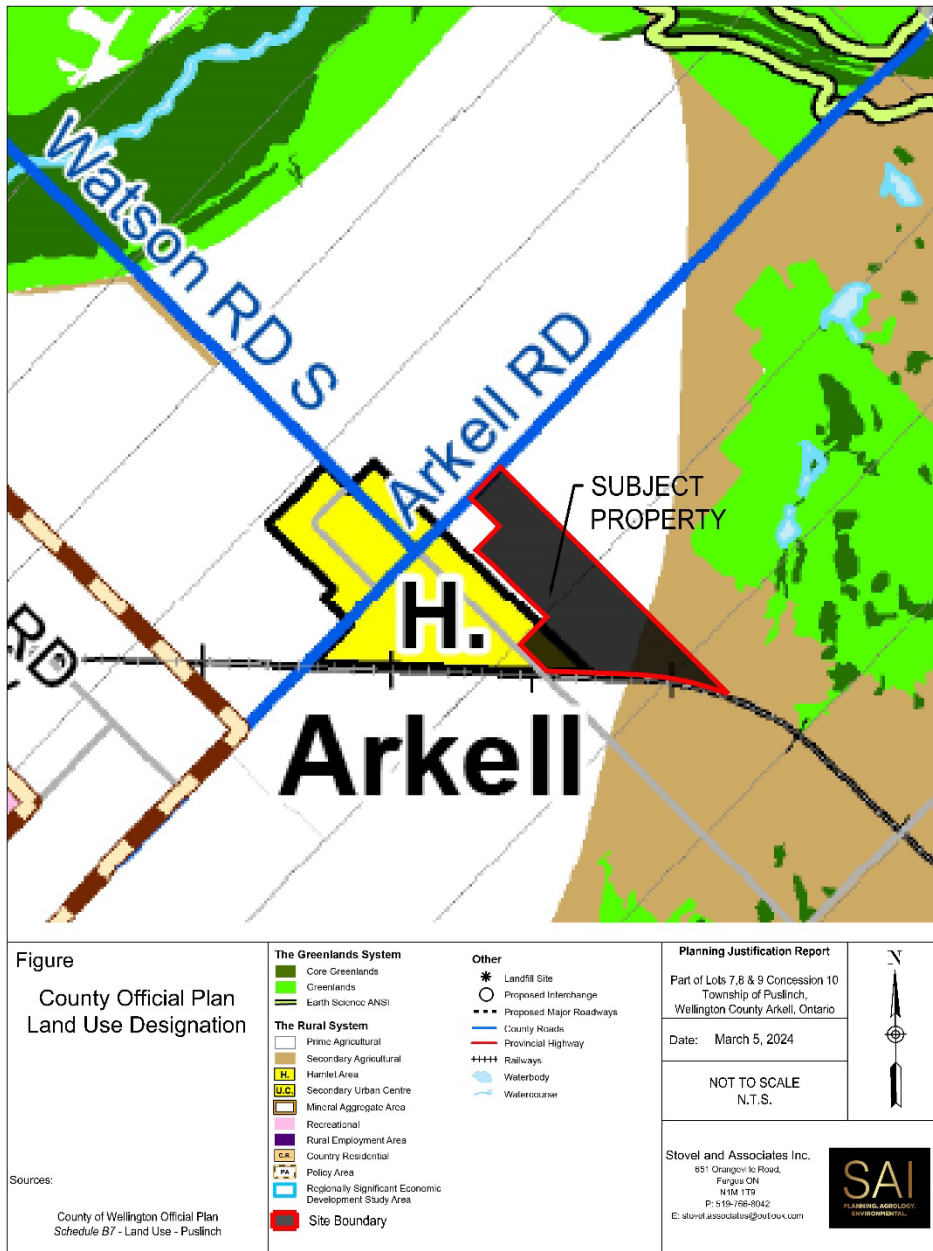 Watson RD S
Arkell RD
SUBJECT
PROPERTY
H.
RD
Arkell
Figure
County Official Plan
Land Use Designation
Sources:
County of Wellington Official Plan
Schedule B7 - Land Use - Puslinch
The Greenlands System
Core Greenlands
Greenlands
Earth Science ANSI
The Rural System
Prime Agricultural
Secondary Agricultural
H. Hamlet Area
U.C. Secondary Urban Centre
Mineral Aggregate Area
Recreational
Rural Employment Area
C.R. Country Residential
PA Policy Area
Regionally Significant Economic
Development Study Area
Site Boundary
Other
Landfill Site
Proposed Interchange
Proposed Major Roadways
County Roads
Provincial Highway
Railways
Waterbody
Watercourse
Planning Justification Report
Part of Lots 7,8 & 9 Concession 10
Township of Puslinch,
Wellington County Arkell, Ontario
Date: March 5, 2024
NOT TO SCALE
N.T.S.
N
Stovel and Associates Inc.
651 Orangeville Road,
Fergus ON
N1M 1T9
P: 519-766-8042
E: stovel.associates@outlook.com
SAI
PLANNING. AGROLOGY.
ENVIRONMENTAL.